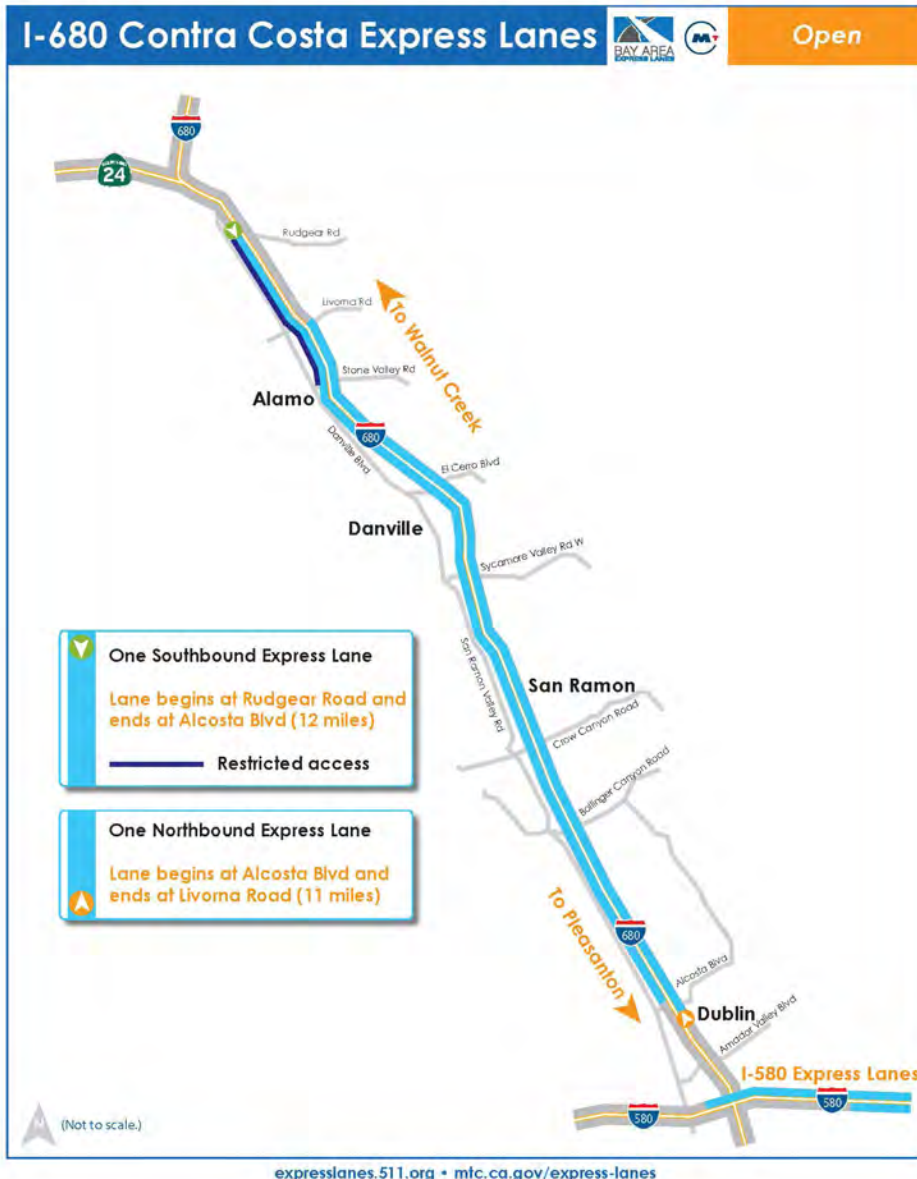 I-680 Contra Costa Express Lanes
BAY AREA
EXPRESS LANES
M
Open
680
24
Rudgear Rd
Livorna Rd
To Walnut Creek
Stone Valley Rd
Alamo
680
Danville Blvd
El Cerro Blvd
Danville
Sycamore Valley Rd W
One Southbound Express Lane
Lane begins at Rudgear Road and
ends at Alcosta Blvd (12 miles)
Restricted access
San Ramon Valley Rd
San Ramon
Crow Canyon Road
Bollinger Canyon Road
One Northbound Express Lane
Lane begins at Alcosta Blvd and
ends at Livorna Road (11 miles)
To Pleasanton
680
Alcosta Blvd
Dublin
Amador Valley Blvd
I-580 Express Lanes
580
580
(Not to scale.)
expresslanes.511.org • mtc.ca.gov/express-lanes